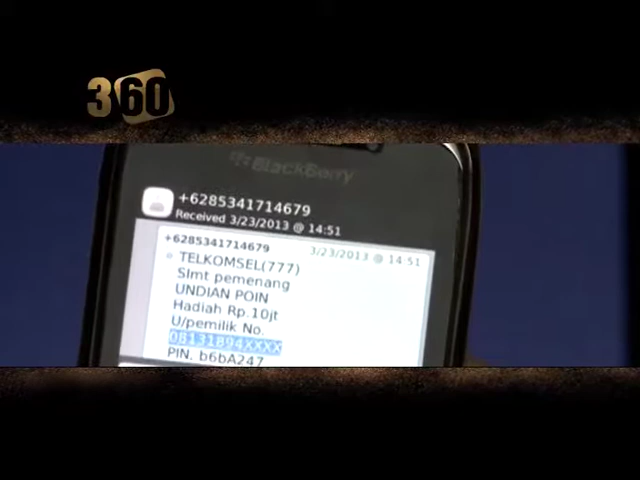 360
BlackBerry
+6285341714679
Received 3/23/2013 @ 14:51
+6285341714679
3/23/2013 @ 14:51
TELKOMSEL(777)
Slmt pemenang
UNDIAN POIN
Hadiah Rp.10jt
U/pemilik No.
08131894XXXX
PIN. b6bA247